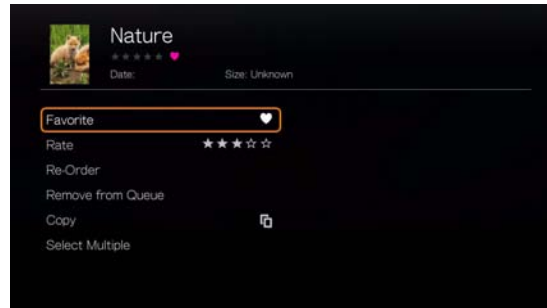 Nature
Date: Size: Unknown
Favorite
Rate
Re-Order
Remove from Queue
Copy
Select Multiple